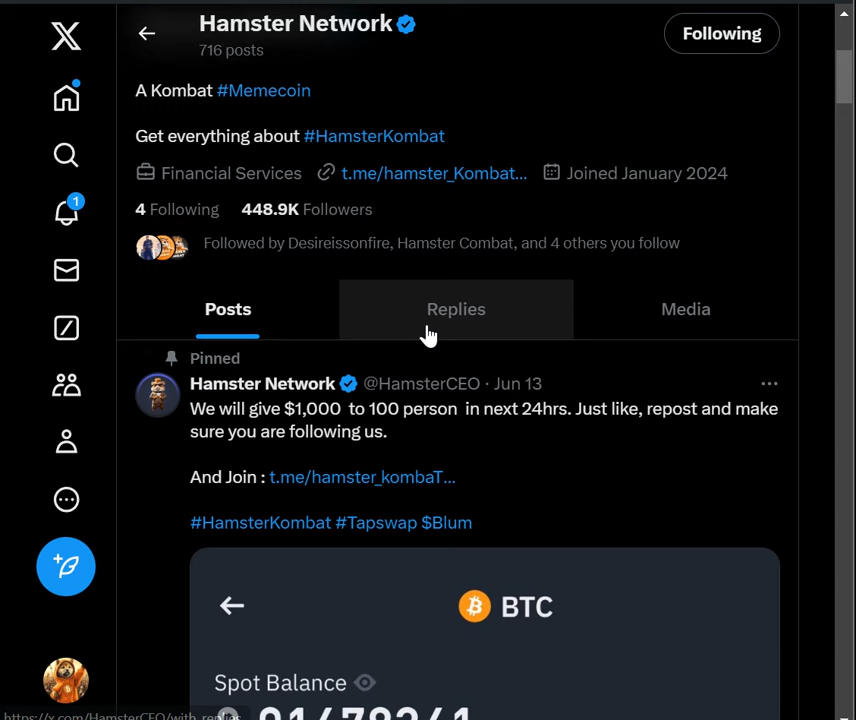 Hamster Network
716 posts
Following
A Kombat #Memecoin
Get everything about #HamsterKombat
Financial Services t.me/hamster_Kombat... Joined January 2024
4 Following 448.9K Followers
Followed by Desireissonfire, Hamster Combat, and 4 others you follow
Posts Replies Media
Pinned
Hamster Network @HamsterCEO · Jun 13
We will give $1,000 to 100 person in next 24hrs. Just like, repost and make
sure you are following us.
And Join : t.me/hamster_kombaT...
#HamsterKombat #Tapswap $Blum
BTC
Spot Balance
1
https://x.com/HamsterCEO/with_replies